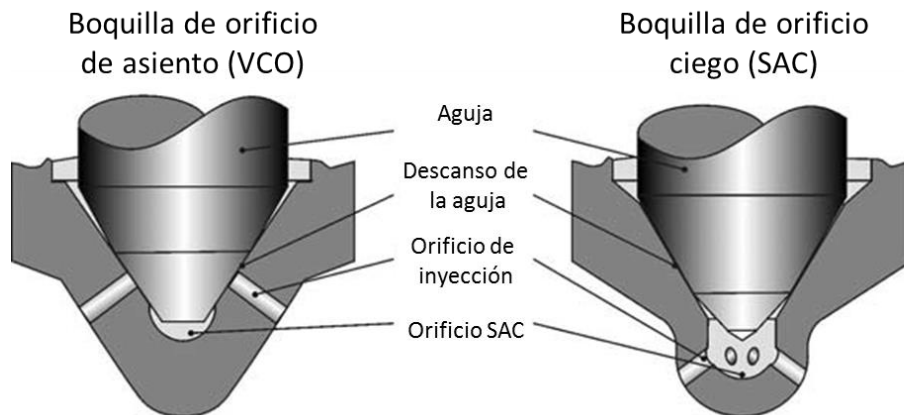 Boquilla de orificio
de asiento (VCO)
Boquilla de orificio
ciego (SAC)
Aguja
Descanso de
la aguja
Orificio de
inyección
Orificio SAC